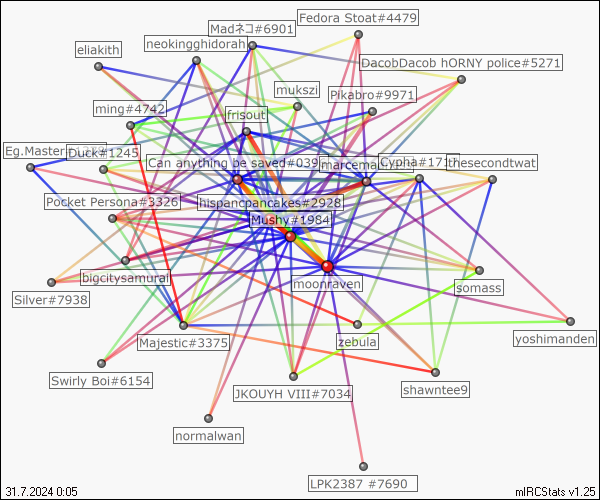 Fedora Stoat#4479
Madネコ#6901
neokingghidorah
eliakith
DacobDacob hORNY police#5271
mukszi
Pikabro#9971
ming#4742
frisout
Eg.Master
Duck#1245
Can anything be saved#039
marcema
Cypha#171
thesecondtwat
Pocket Persona#3326
hispancpancakes#2928
Mushy#1984
bigcitysamurai
moonraven
somass
Silver#7938
Majestic#3375
zebula
yoshimanden
Swirly Boi#6154
JKOUYH VIII#7034
shawntee9
normalwan
LPK2387 #7690
31.7.2024 0:05
mIRCStats v1.25